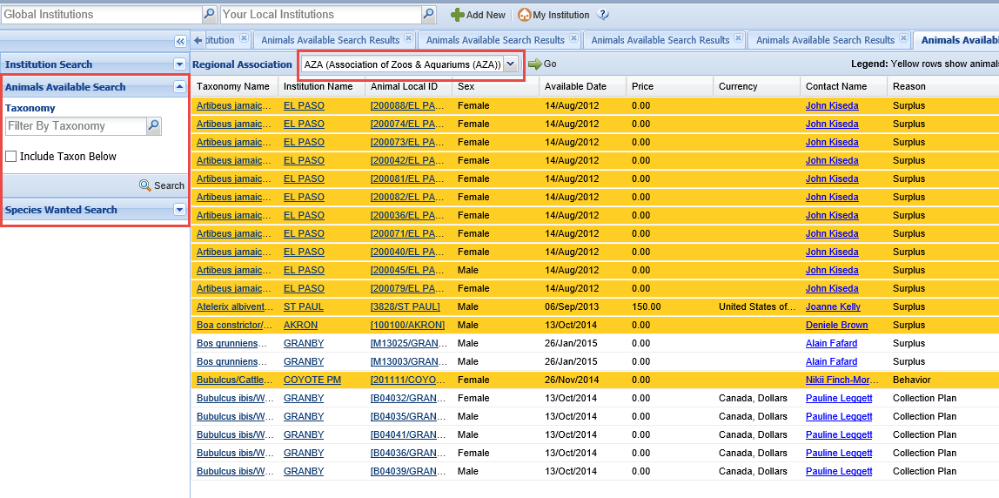 Global Institutions Your Local Institutions Add New My Institution
titution Animals Available Search Results Animals Available Search Results Animals Available Search Results Animals Available Search Results Animals Availab
Institution Search
Animals Available Search
Taxonomy
Filter By Taxonomy
Include Taxon Below
Search
Species Wanted Search
Regional Association AZA (Association of Zoos & Aquariums (AZA)) Go Legend: Yellow rows show animals
Taxonomy Name Institution Name Animal Local ID Sex Available Date Price Currency Contact Name Reason
Artibeus jamaic... EL PASO [200088/EL PA... Female 14/Aug/2012 0.00 John Kiseda Surplus
Artibeus jamaic... EL PASO [200074/EL PA... Female 14/Aug/2012 0.00 John Kiseda Surplus
Artibeus jamaic... EL PASO [200073/EL PA... Female 14/Aug/2012 0.00 John Kiseda Surplus
Artibeus jamaic... EL PASO [200042/EL PA... Female 14/Aug/2012 0.00 John Kiseda Surplus
Artibeus jamaic... EL PASO [200081/EL PA... Female 14/Aug/2012 0.00 John Kiseda Surplus
Artibeus jamaic... EL PASO [200082/EL PA... Female 14/Aug/2012 0.00 John Kiseda Surplus
Artibeus jamaic... EL PASO [200036/EL PA... Female 14/Aug/2012 0.00 John Kiseda Surplus
Artibeus jamaic... EL PASO [200071/EL PA... Female 14/Aug/2012 0.00 John Kiseda Surplus
Artibeus jamaic... EL PASO [200040/EL PA... Female 14/Aug/2012 0.00 John Kiseda Surplus
Artibeus jamaic... EL PASO [200045/EL PA... Male 14/Aug/2012 0.00 John Kiseda Surplus
Artibeus jamaic... EL PASO [200079/EL PA... Female 14/Aug/2012 0.00 John Kiseda Surplus
Atelerix albivent... ST PAUL [3828/ST PAUL] Male 06/Sep/2013 150.00 United States of... Joanne Kelly Surplus
Boa constrictor/... AKRON [100100/AKRON] Male 13/Oct/2014 0.00 Deniele Brown Surplus
Bos grunniens... GRANBY [M13025/GRAN... Male 26/Jan/2015 0.00 Alain Fafard Surplus
Bos grunniens... GRANBY [M13003/GRAN... Male 26/Jan/2015 0.00 Alain Fafard Surplus
Bubulcus/Cattle... COYOTE PM [201111/COYO... Female 26/Nov/2014 0.00 Nikii Finch-Mor... Behavior
Bubulcus ibis/W... GRANBY [B04032/GRAN... Female 13/Oct/2014 0.00 Canada, Dollars Pauline Leggett Collection Plan
Bubulcus ibis/W... GRANBY [B04035/GRAN... Male 13/Oct/2014 0.00 Canada, Dollars Pauline Leggett Collection Plan
Bubulcus ibis/W... GRANBY [B04041/GRAN... Male 13/Oct/2014 0.00 Canada, Dollars Pauline Leggett Collection Plan
Bubulcus ibis/W... GRANBY [B04036/GRAN... Female 13/Oct/2014 0.00 Canada, Dollars Pauline Leggett Collection Plan
Bubulcus ibis/W... GRANBY [B04039/GRAN... Male 13/Oct/2014 0.00 Canada, Dollars Pauline Leggett Collection Plan